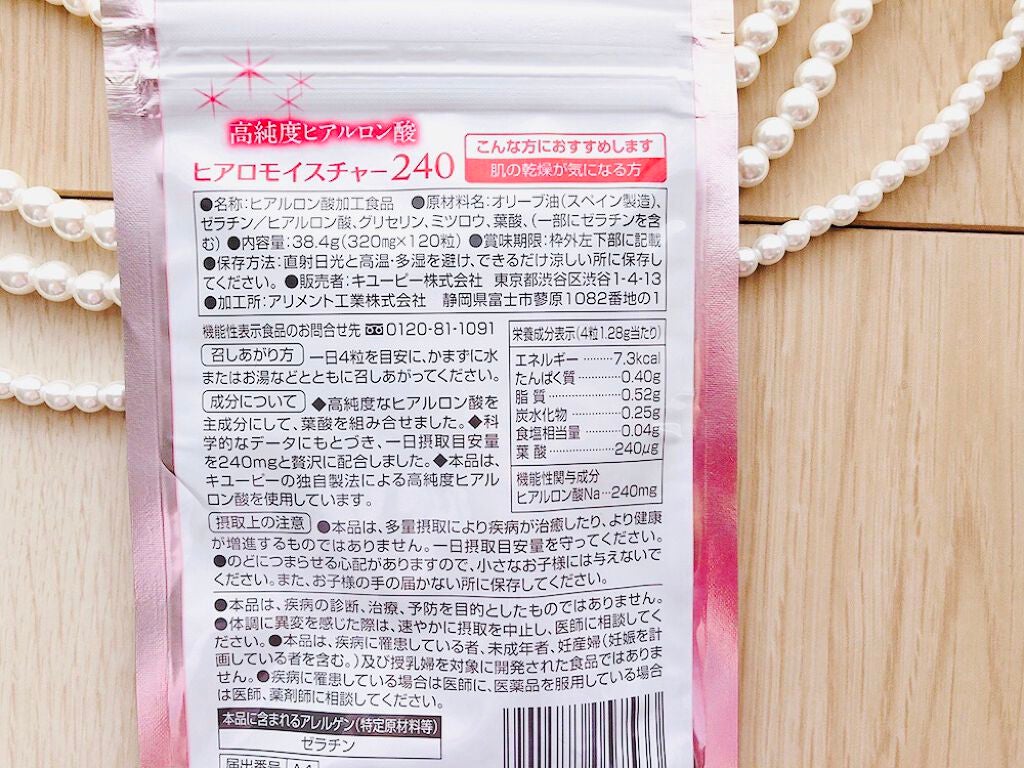 高純度ヒアルロン酸
ヒアロモイスチャー240
こんな方におすすめします
肌の乾燥が気になる方
●名称:ヒアルロン酸加工食品 ●原材料名:オリーブ油(スペイン製造)、
ゼラチン/ヒアルロン酸、グリセリン、ミツロウ、葉酸、(一部にゼラチンを含
む) ●内容量:38.4g(320mg×120粒) ●賞味期限:枠外左下部に記載
●保存方法:直射日光と高温・多湿を避け、できるだけ涼しい所に保存し
てください。 ●販売者:キユーピー株式会社 東京都渋谷区渋谷1-4-13
●加工所:アリメント工業株式会社 静岡県富士市蓼原1082番地の1
機能性表示食品のお問合せ先 0120-81-1091
召しあがり方 一日4粒を目安に、かまずに水
またはお湯などとともに召しあがってください。
成分について ◆高純度なヒアルロン酸を
主成分にして、葉酸を組み合せました。◆科
学的なデータにもとづき、一日摂取目安量
を240mgと贅沢に配合しました。◆本品は、
キユーピーの独自製法による高純度ヒアル
ロン酸を使用しています。
栄養成分表示(4粒1.28g当たり)
エネルギー………7.3kcal
たんぱく質………0.40g
脂質………0.52g
炭水化物………0.25g
食塩相当量………0.04g
葉酸………240μg
機能性関与成分
ヒアルロン酸Na…240mg
摂取上の注意 ●本品は、多量摂取により疾病が治癒したり、より健康
が増進するものではありません。一日摂取目安量を守ってください。
●のどにつまらせる心配がありますので、小さなお子様には与えないで
ください。また、お子様の手の届かない所に保存してください。
●本品は、疾病の診断、治療、予防を目的としたものではありません。
●体調に異変を感じた際は、速やかに摂取を中止し、医師に相談してく
ださい。●本品は、疾病に罹患している者、未成年者、妊産婦(妊娠を計
画している者を含む。)及び授乳婦を対象に開発された食品ではありま
せん。●疾病に罹患している場合は医師に、医薬品を服用している場合
は医師、薬剤師に相談してください。
本品に含まれるアレルゲン(特定原材料等)
ゼラチン
届出番号 A4